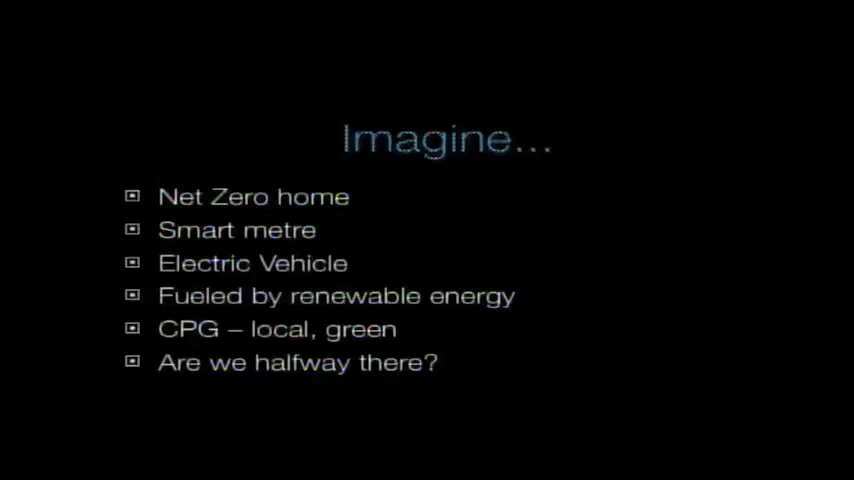 Imagine...
Net Zero home
Smart metre
Electric Vehicle
Fueled by renewable energy
CPG – local, green
Are we halfway there?